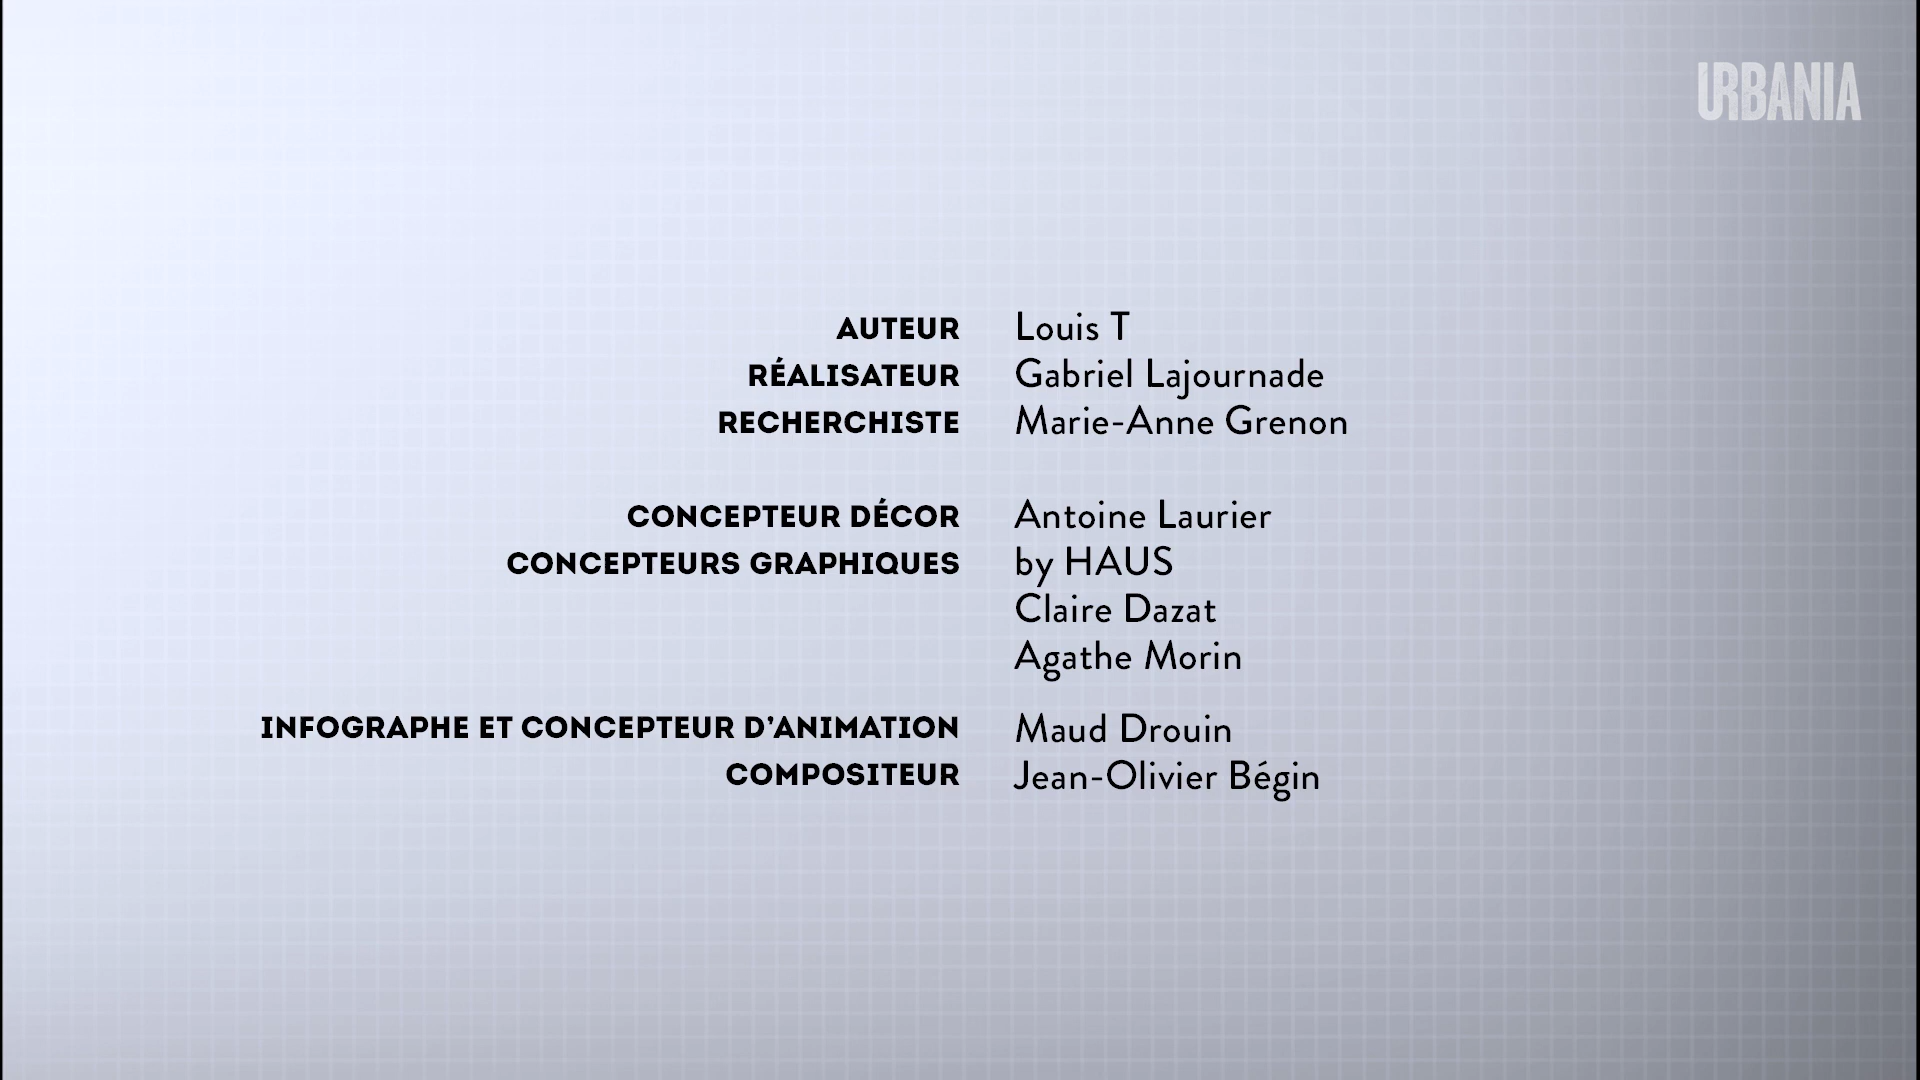 URBANIA
AUTEUR Louis T
RÉALISATEUR Gabriel Lajournade
RECHERCHISTE Marie-Anne Grenon
CONCEPTEUR DÉCOR Antoine Laurier
CONCEPTEURS GRAPHIQUES by HAUS
Claire Dazat
Agathe Morin
INFOGRAPHE ET CONCEPTEUR D’ANIMATION Maud Drouin
COMPOSITEUR Jean-Olivier Bégin